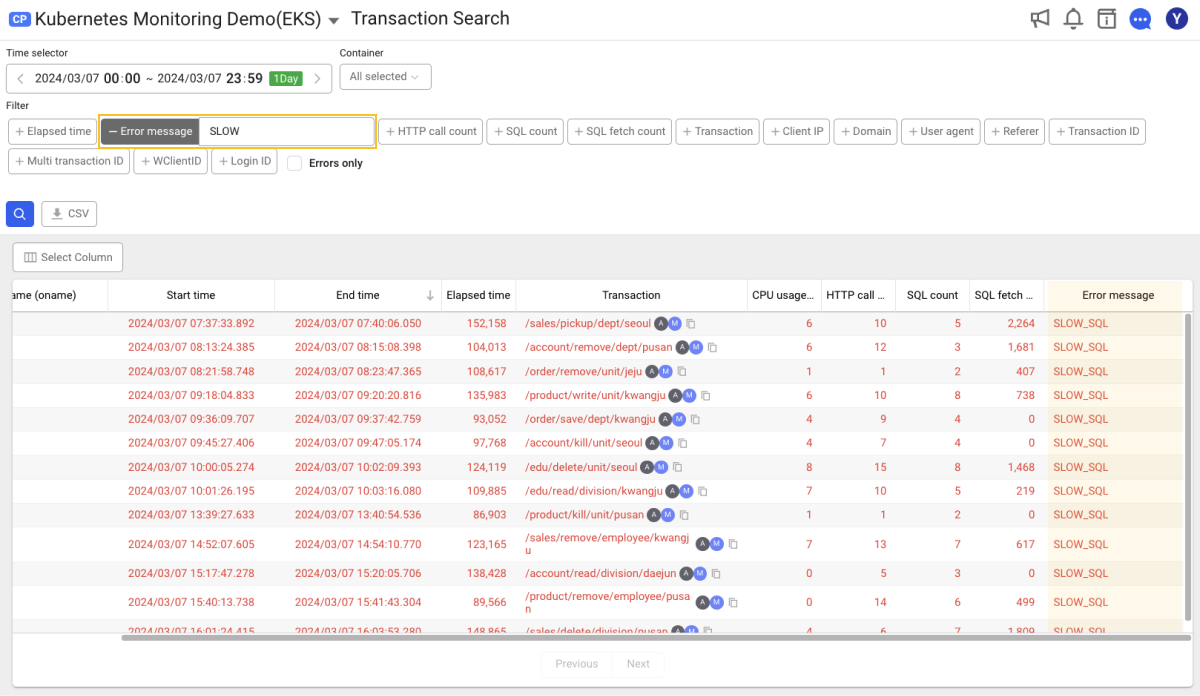 CP Kubernetes Monitoring Demo(EKS) Transaction Search Y
Time selector Container
2024/03/07 00:00 ~ 2024/03/07 23:59 1Day All selected
Filter
+ Elapsed time − Error message SLOW + HTTP call count + SQL count + SQL fetch count + Transaction + Client IP + Domain + User agent + Referer + Transaction ID
+ Multi transaction ID + WClientID + Login ID Errors only
CSV
Select Column
ame (oname) Start time End time ↓ Elapsed time Transaction CPU usage... HTTP call ... SQL count SQL fetch ... Error message
2024/03/07 07:37:33.892 2024/03/07 07:40:06.050 152,158 /sales/pickup/dept/seoul A M 6 10 5 2,264 SLOW_SQL
2024/03/07 08:13:24.385 2024/03/07 08:15:08.398 104,013 /account/remove/dept/pusan A M 6 12 3 1,681 SLOW_SQL
2024/03/07 08:21:58.748 2024/03/07 08:23:47.365 108,617 /order/remove/unit/jeju A M 1 1 2 407 SLOW_SQL
2024/03/07 09:18:04.833 2024/03/07 09:20:20.816 135,983 /product/write/unit/kwangju A M 6 10 8 738 SLOW_SQL
2024/03/07 09:36:09.707 2024/03/07 09:37:42.759 93,052 /order/save/dept/kwangju A M 4 9 4 0 SLOW_SQL
2024/03/07 09:45:27.406 2024/03/07 09:47:05.174 97,768 /account/kill/unit/seoul A M 4 7 4 0 SLOW_SQL
2024/03/07 10:00:05.274 2024/03/07 10:02:09.393 124,119 /edu/delete/unit/seoul A M 8 15 8 1,468 SLOW_SQL
2024/03/07 10:01:26.195 2024/03/07 10:03:16.080 109,885 /edu/read/division/kwangju A M 7 10 5 219 SLOW_SQL
2024/03/07 13:39:27.633 2024/03/07 13:40:54.536 86,903 /product/kill/unit/pusan A M 1 1 2 0 SLOW_SQL
2024/03/07 14:52:07.605 2024/03/07 14:54:10.770 123,165 /sales/remove/employee/kwangj A M 7 13 7 617 SLOW_SQL
u
2024/03/07 15:17:47.278 2024/03/07 15:20:05.706 138,428 /account/read/division/daejun A M 0 5 3 0 SLOW_SQL
2024/03/07 15:40:13.738 2024/03/07 15:41:43.304 89,566 /product/remove/employee/pusa A M 0 14 6 499 SLOW_SQL
n
2024/03/07 16:01:24.415 2024/03/07 16:03:53.280 148,865 /sales/delete/division/pusan A M 4 6 7 1,809 SLOW_SQL
Previous Next